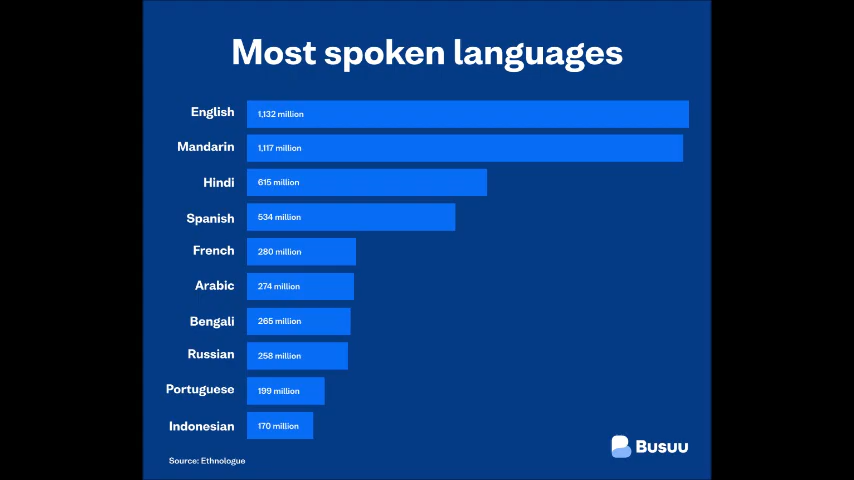 Most spoken languages
English 1,132 million
Mandarin 1,117 million
Hindi 615 million
Spanish 534 million
French 280 million
Arabic 274 million
Bengali 265 million
Russian 258 million
Portuguese 199 million
Indonesian 170 million
Busuu
Source: Ethnologue